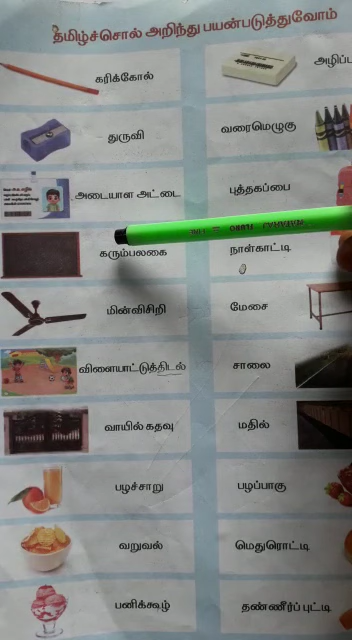 தமிழ்ச்சொல் அறிந்து பயன்படுத்துவோம்
கரிக்கோல்
துருவி
வரைமெழுகு
அடையாள அட்டை
புத்தகப்பை
கரும்பலகை
நாள்காட்டி
மின்விசிறி
மேசை
விளையாட்டுத்திடல்
சாலை
வாயில் கதவு
மதில்
பழச்சாறு
பழப்பாகு
வறுவல்
மெதுரொட்டி
பனிக்கூழ்
தண்ணீர்ப் புட்டி